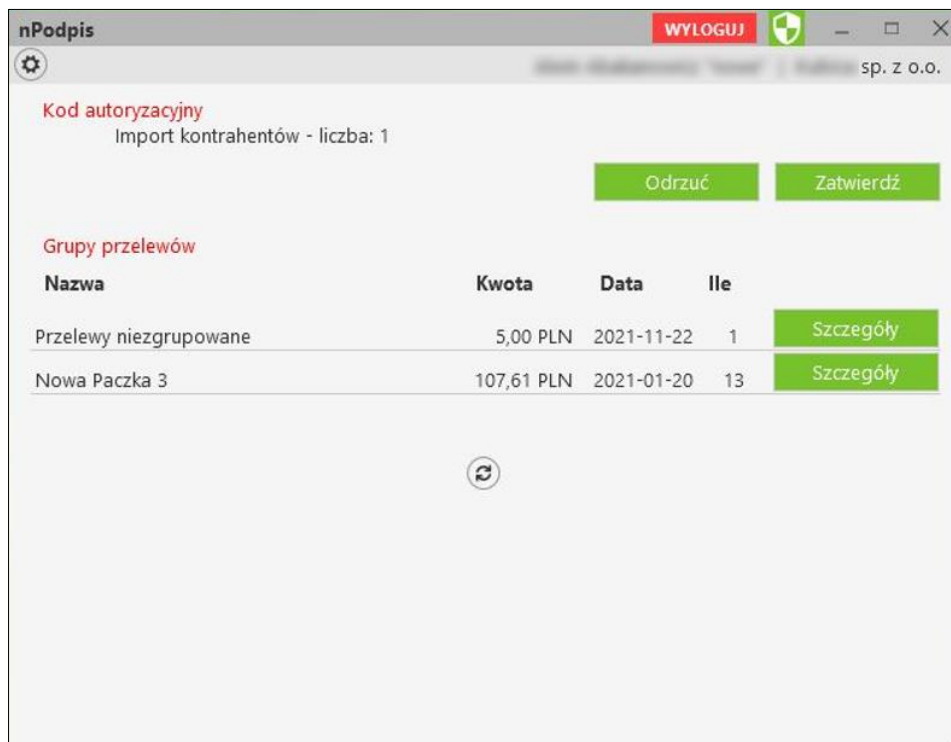 nPodpis WYLOGUJ
sp. z o.o.
Kod autoryzacyjny
Import kontrahentów - liczba: 1
Odrzuć Zatwierdź
Grupy przelewów
Nazwa Kwota Data Ile
Przelewy niezgrupowane 5,00 PLN 2021-11-22 1 Szczegóły
Nowa Paczka 3 107,61 PLN 2021-01-20 13 Szczegóły